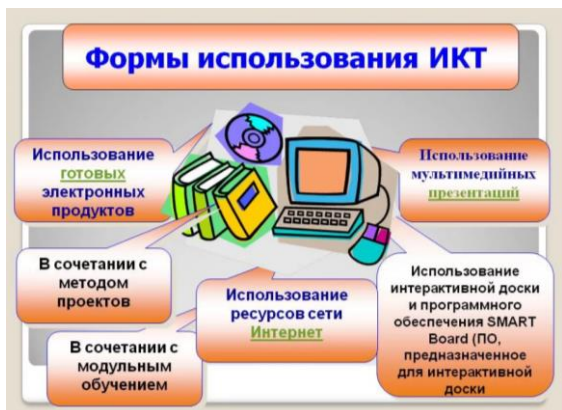 Формы использования ИКТ
Использование
готовых
электронных
продуктов
Использование
мультимедийных
презентаций
В сочетании с
методом
проектов
Использование
ресурсов сети
Интернет
Использование
интерактивной доски
и программного
обеспечения SMART
Board (ПО,
предназначенное
для интерактивной
доски
В сочетании с
модульным
обучением